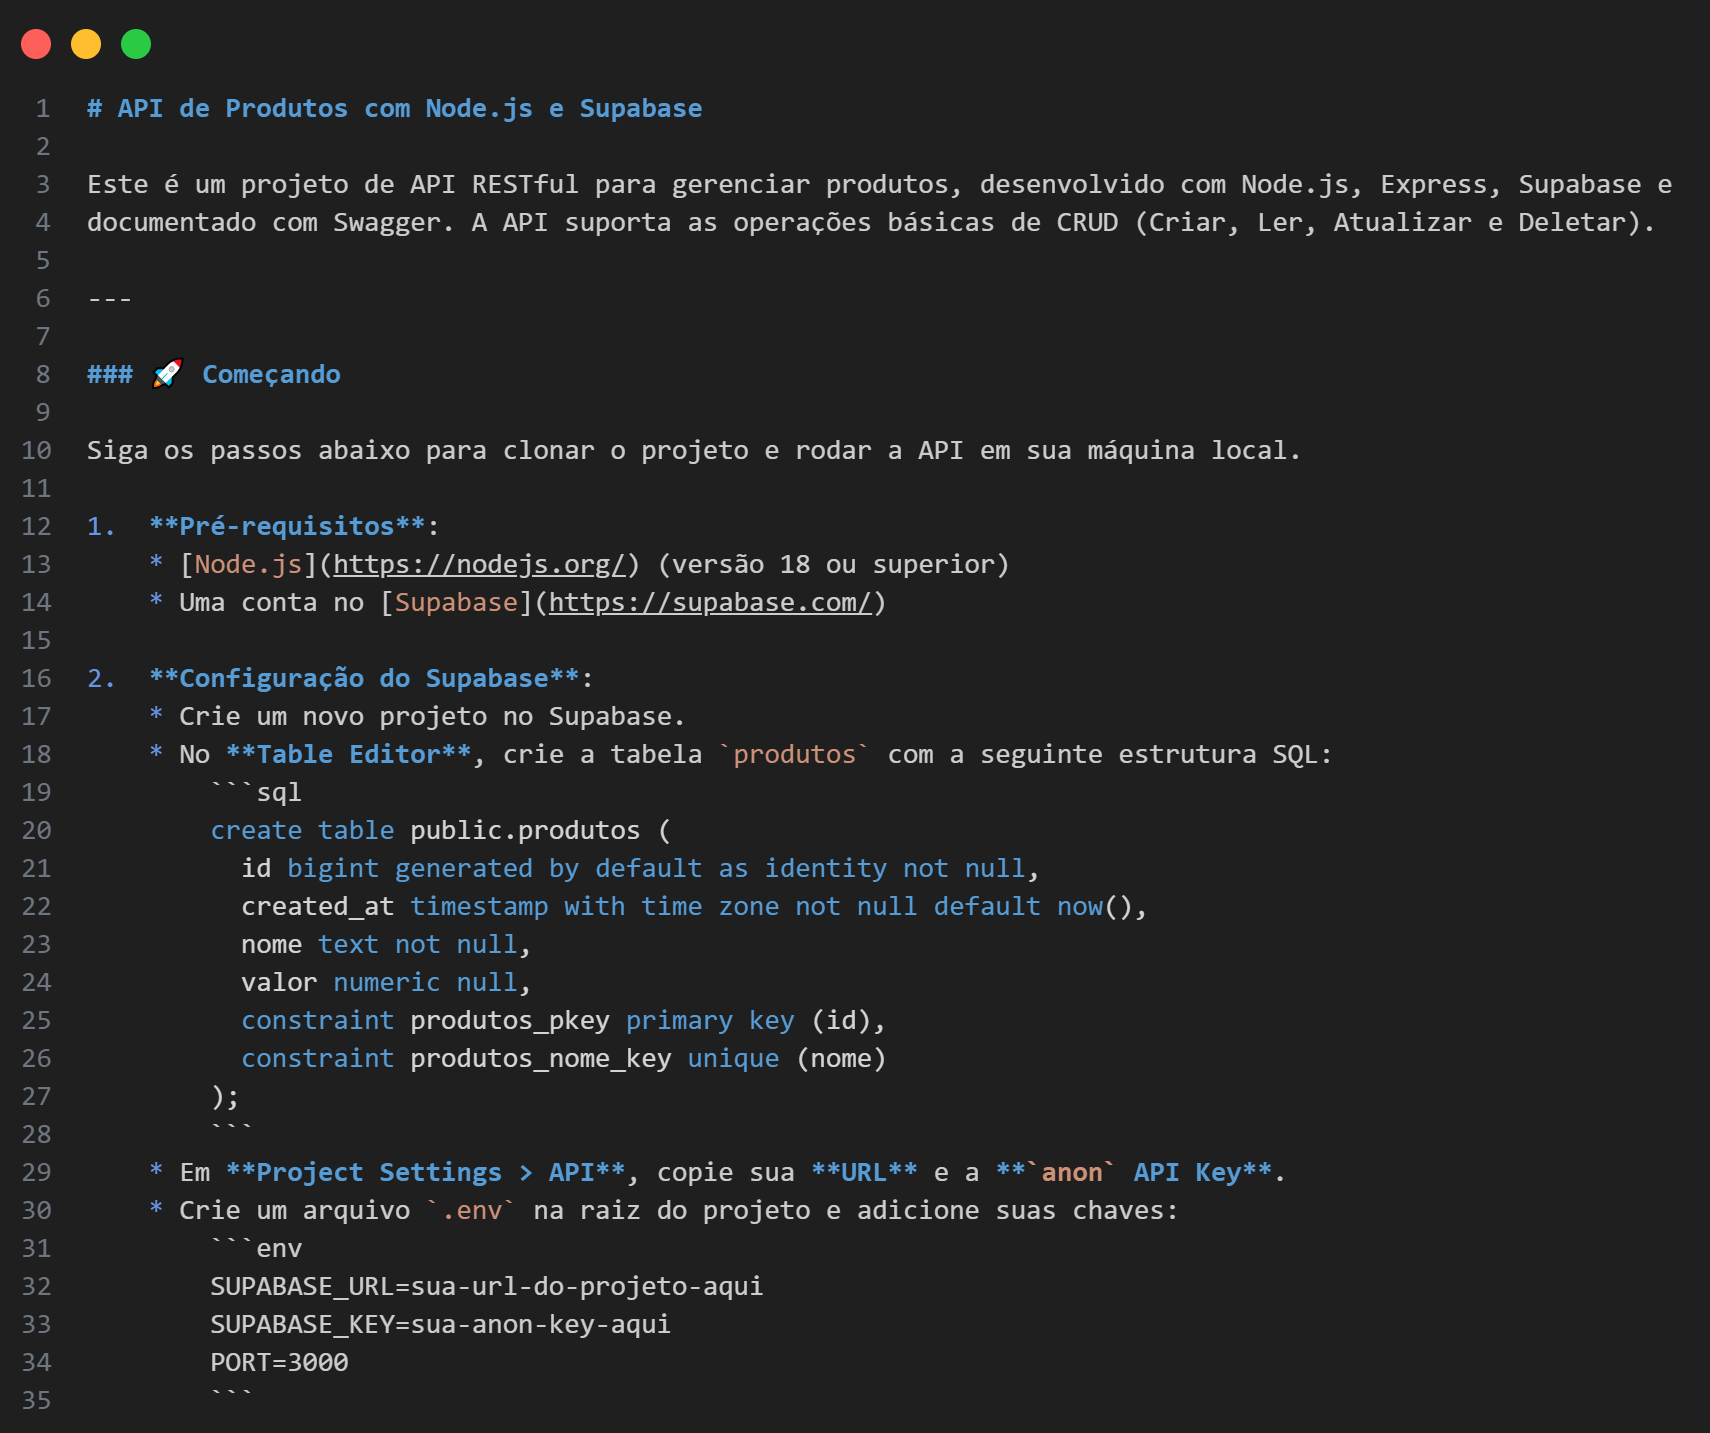 1 # API de Produtos com Node.js e Supabase
2
3 Este é um projeto de API RESTful para gerenciar produtos, desenvolvido com Node.js, Express, Supabase e
4 documentado com Swagger. A API suporta as operações básicas de CRUD (Criar, Ler, Atualizar e Deletar).
5
6 ---
7
8 ### 🚀 Começando
9
10 Siga os passos abaixo para clonar o projeto e rodar a API em sua máquina local.
11
12 1.  **Pré-requisitos**:
13     * [Node.js](https://nodejs.org/) (versão 18 ou superior)
14     * Uma conta no [Supabase](https://supabase.com/)
15
16 2.  **Configuração do Supabase**:
17     * Crie um novo projeto no Supabase.
18     * No **Table Editor**, crie a tabela `produtos` com a seguinte estrutura SQL:
19         ```sql
20         create table public.produtos (
21           id bigint generated by default as identity not null,
22           created_at timestamp with time zone not null default now(),
23           nome text not null,
24           valor numeric null,
25           constraint produtos_pkey primary key (id),
26           constraint produtos_nome_key unique (nome)
27         );
28         ```
29     * Em **Project Settings > API**, copie sua **URL** e a **`anon` API Key**.
30     * Crie um arquivo `.env` na raiz do projeto e adicione suas chaves:
31         ```env
32         SUPABASE_URL=sua-url-do-projeto-aqui
33         SUPABASE_KEY=sua-anon-key-aqui
34         PORT=3000
35         ```